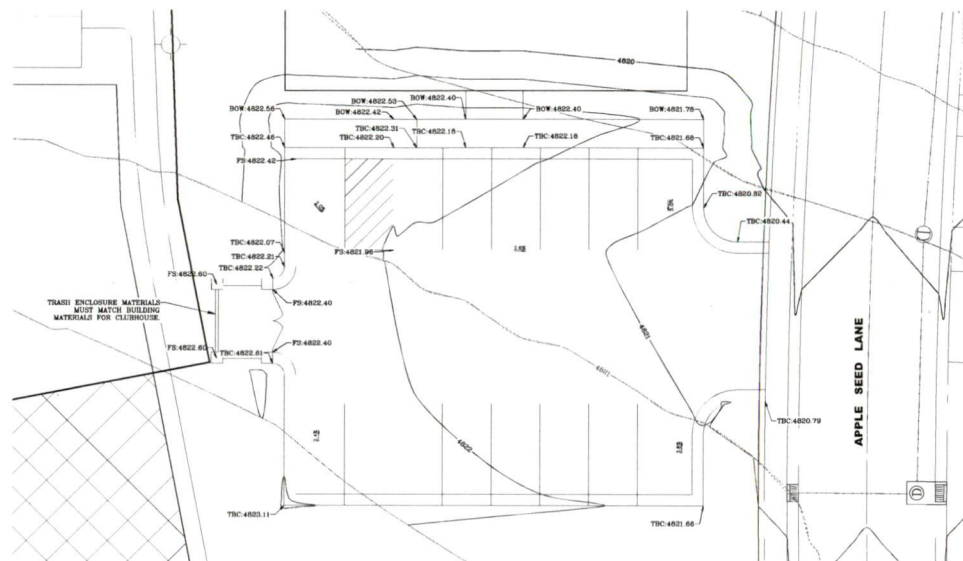 4820
BOW:4822.56
BOW:4822.53
BOW:4822.42
BOW:4822.40
BOW:4822.40
BOW:4821.78
TBC:4822.46
TBC:4822.31
TBC:4822.20
TBC:4822.18
TBC:4822.18
TBC:4821.68
FS:4822.42
TBC:4820.82
TBC:4820.44
TBC:4822.07
TBC:4822.21
TBC:4822.22
FS:4821.96
FS:4822.60
FS:4822.40
TRASH ENCLOSURE MATERIALS
MUST MATCH BUILDING
MATERIALS FOR CLUBHOUSE.
FS:4822.40
FS:4822.60
TBC:4822.61
4821
4821
APPLE SEED LANE
TBC:4820.79
4822
D
TBC:4823.11
TBC:4821.66